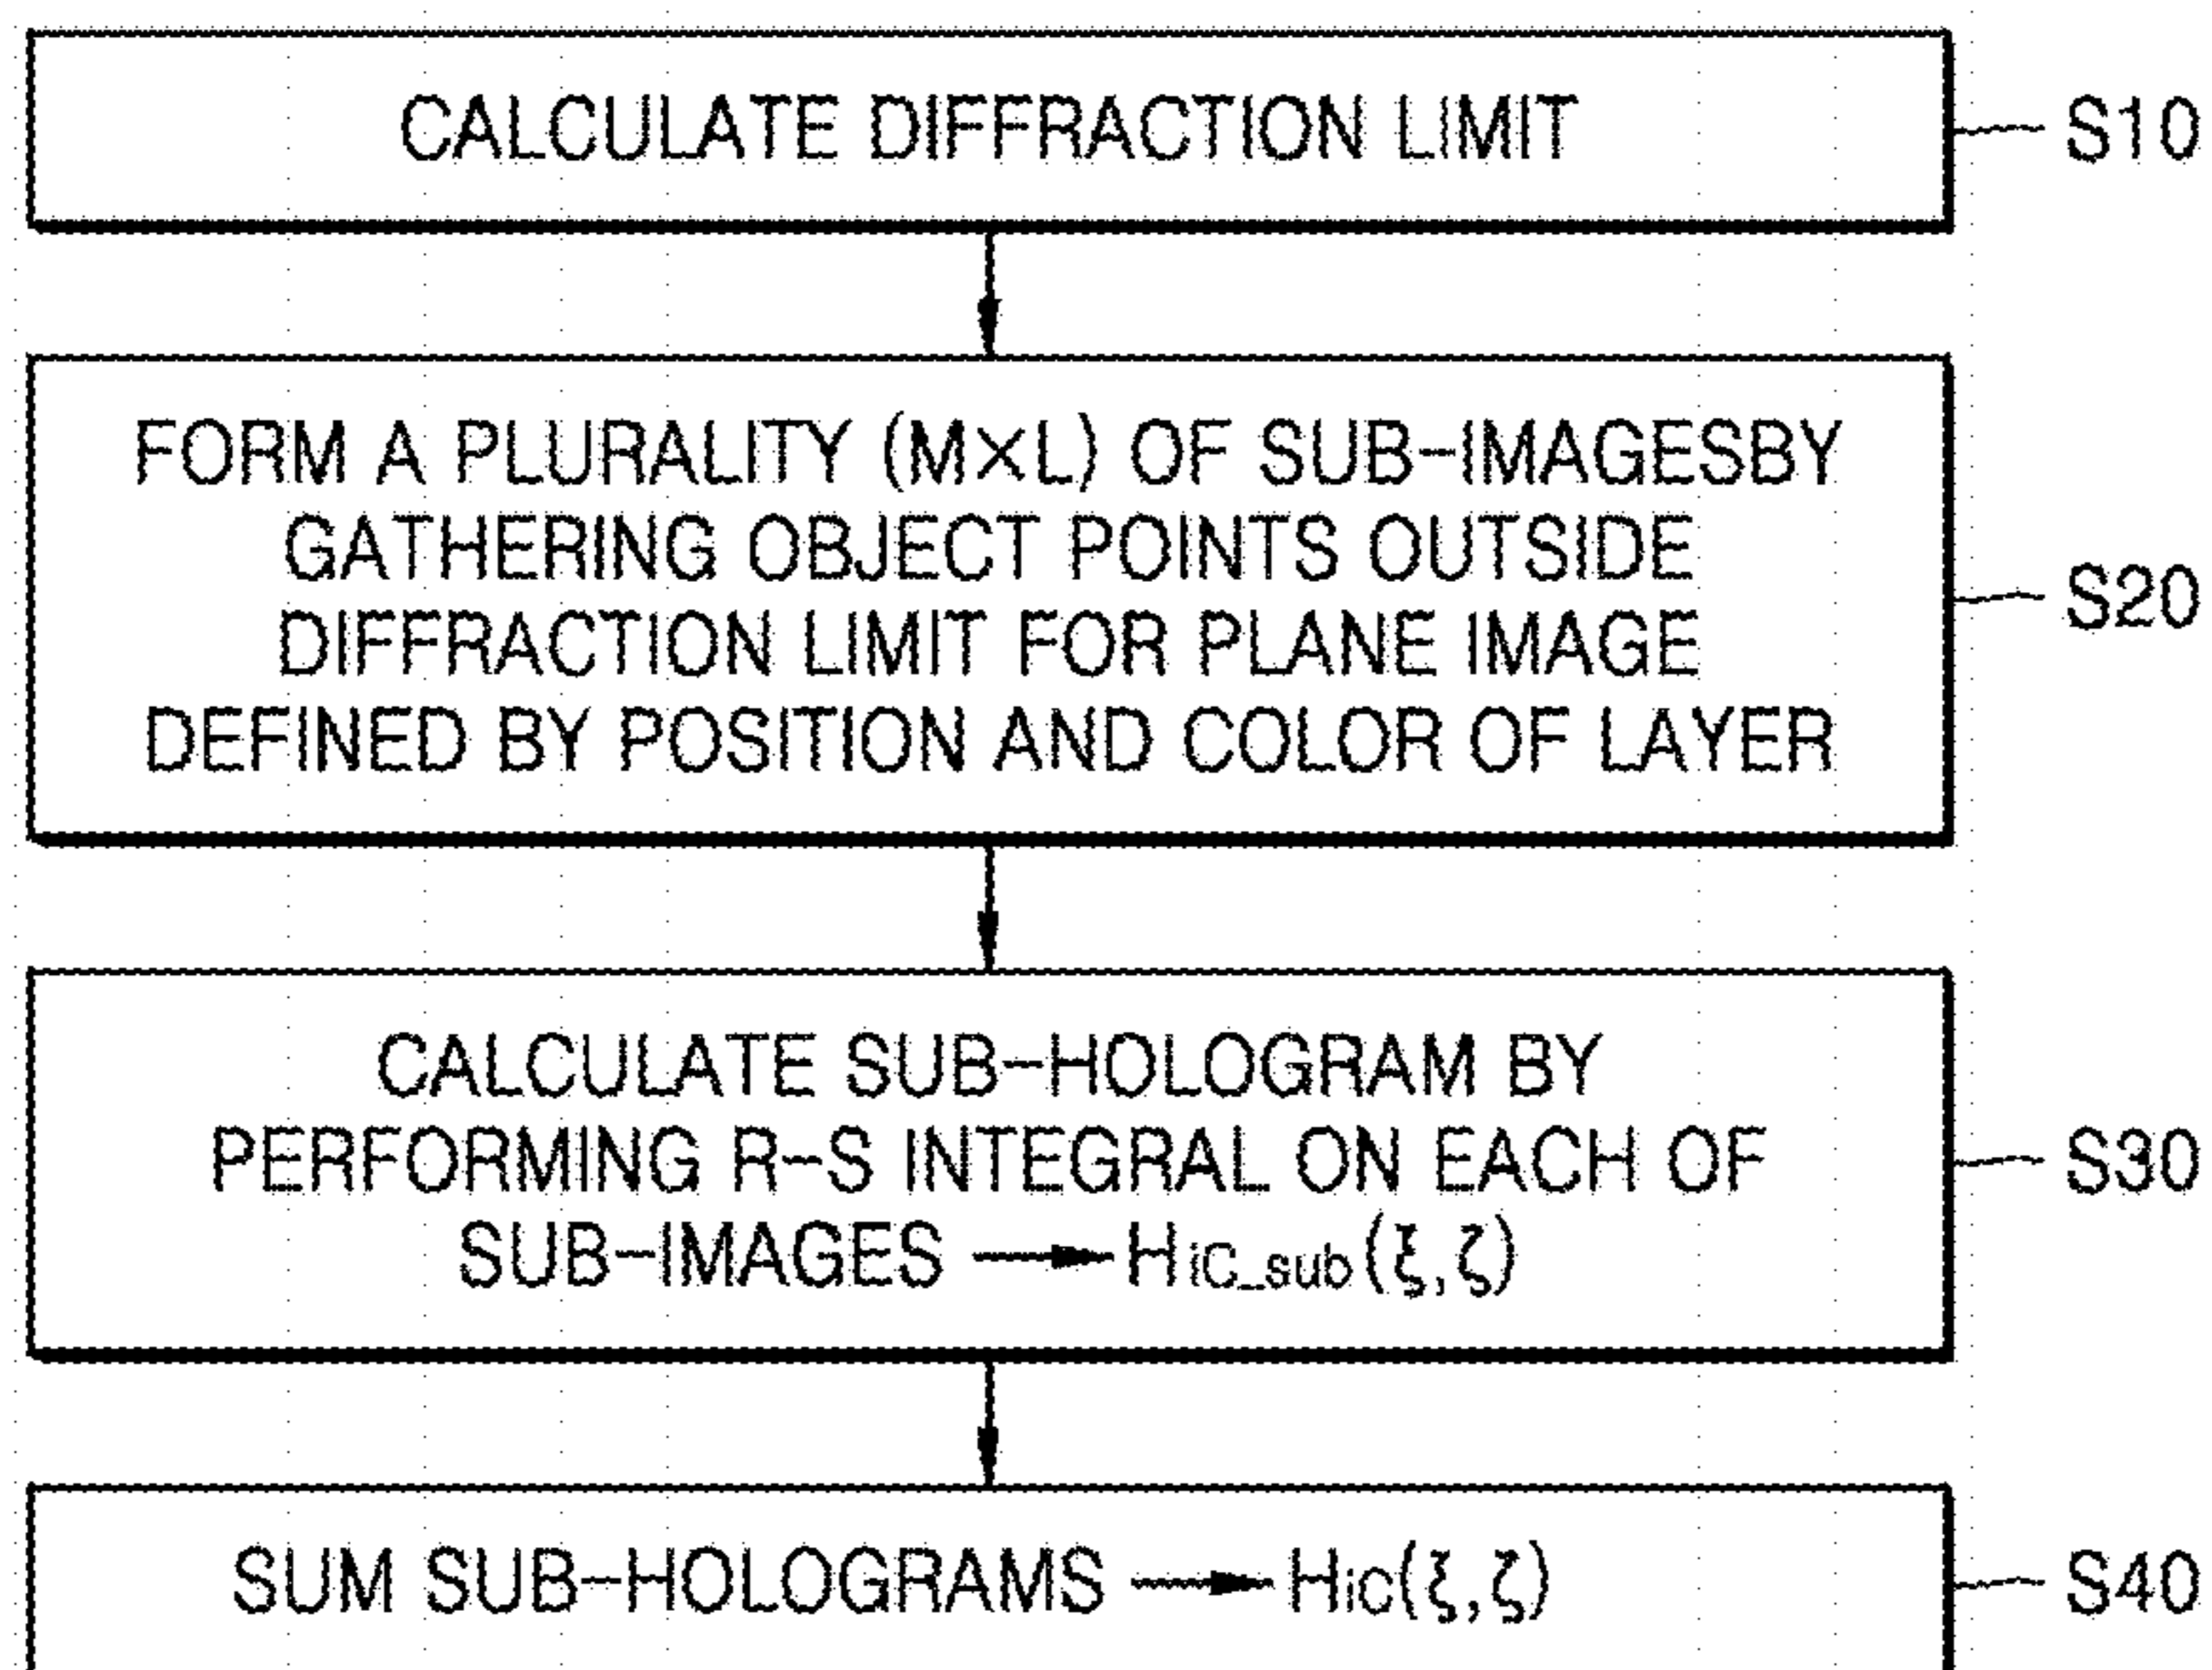 CALCULATE DIFFRACTION LIMIT
S10
FORM A PLURALITY (M×L) OF SUB-IMAGESBY
GATHERING OBJECT POINTS OUTSIDE
DIFFRACTION LIMIT FOR PLANE IMAGE
DEFINED BY POSITION AND COLOR OF LAYER
S20
CALCULATE SUB-HOLOGRAM BY
PERFORMING R-S INTEGRAL ON EACH OF
SUB-IMAGES → HiC_sub(ξ,ζ)
S30
SUM SUB-HOLOGRAMS → HiC(ξ,ζ)
S40